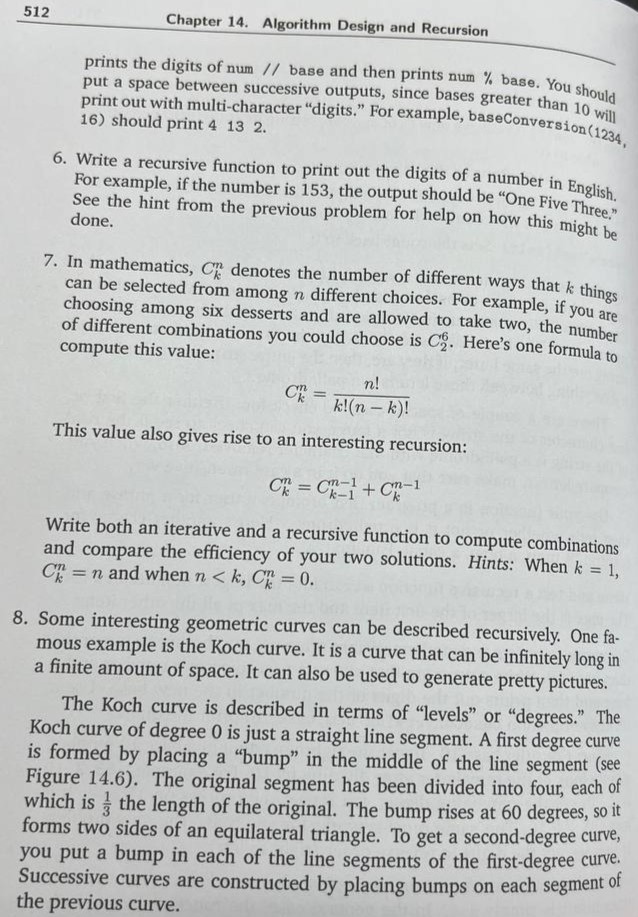 512
Chapter 14. Algorithm Design and Recursion
prints the digits of num // base and then prints num % base. You should
put a space between successive outputs, since bases greater than 10 will
print out with multi-character “digits.” For example, baseConversion(1234,
16) should print 4 13 2.
6. Write a recursive function to print out the digits of a number in English.
For example, if the number is 153, the output should be “One Five Three.”
See the hint from the previous problem for help on how this might be
done.
7. In mathematics, C^n_k denotes the number of different ways that k things
can be selected from among n different choices. For example, if you are
choosing among six desserts and are allowed to take two, the number
of different combinations you could choose is C^6_2. Here’s one formula to
compute this value:
C^n_k = n! / k!(n − k)!
This value also gives rise to an interesting recursion:
C^n_k = C^{n−1}_{k−1} + C^{n−1}_k
Write both an iterative and a recursive function to compute combinations
and compare the efficiency of your two solutions. Hints: When k = 1,
C^n_k = n and when n < k, C^n_k = 0.
8. Some interesting geometric curves can be described recursively. One fa-
mous example is the Koch curve. It is a curve that can be infinitely long in
a finite amount of space. It can also be used to generate pretty pictures.
The Koch curve is described in terms of “levels” or “degrees.” The
Koch curve of degree 0 is just a straight line segment. A first degree curve
is formed by placing a “bump” in the middle of the line segment (see
Figure 14.6). The original segment has been divided into four, each of
which is 1/3 the length of the original. The bump rises at 60 degrees, so it
forms two sides of an equilateral triangle. To get a second-degree curve,
you put a bump in each of the line segments of the first-degree curve.
Successive curves are constructed by placing bumps on each segment of
the previous curve.